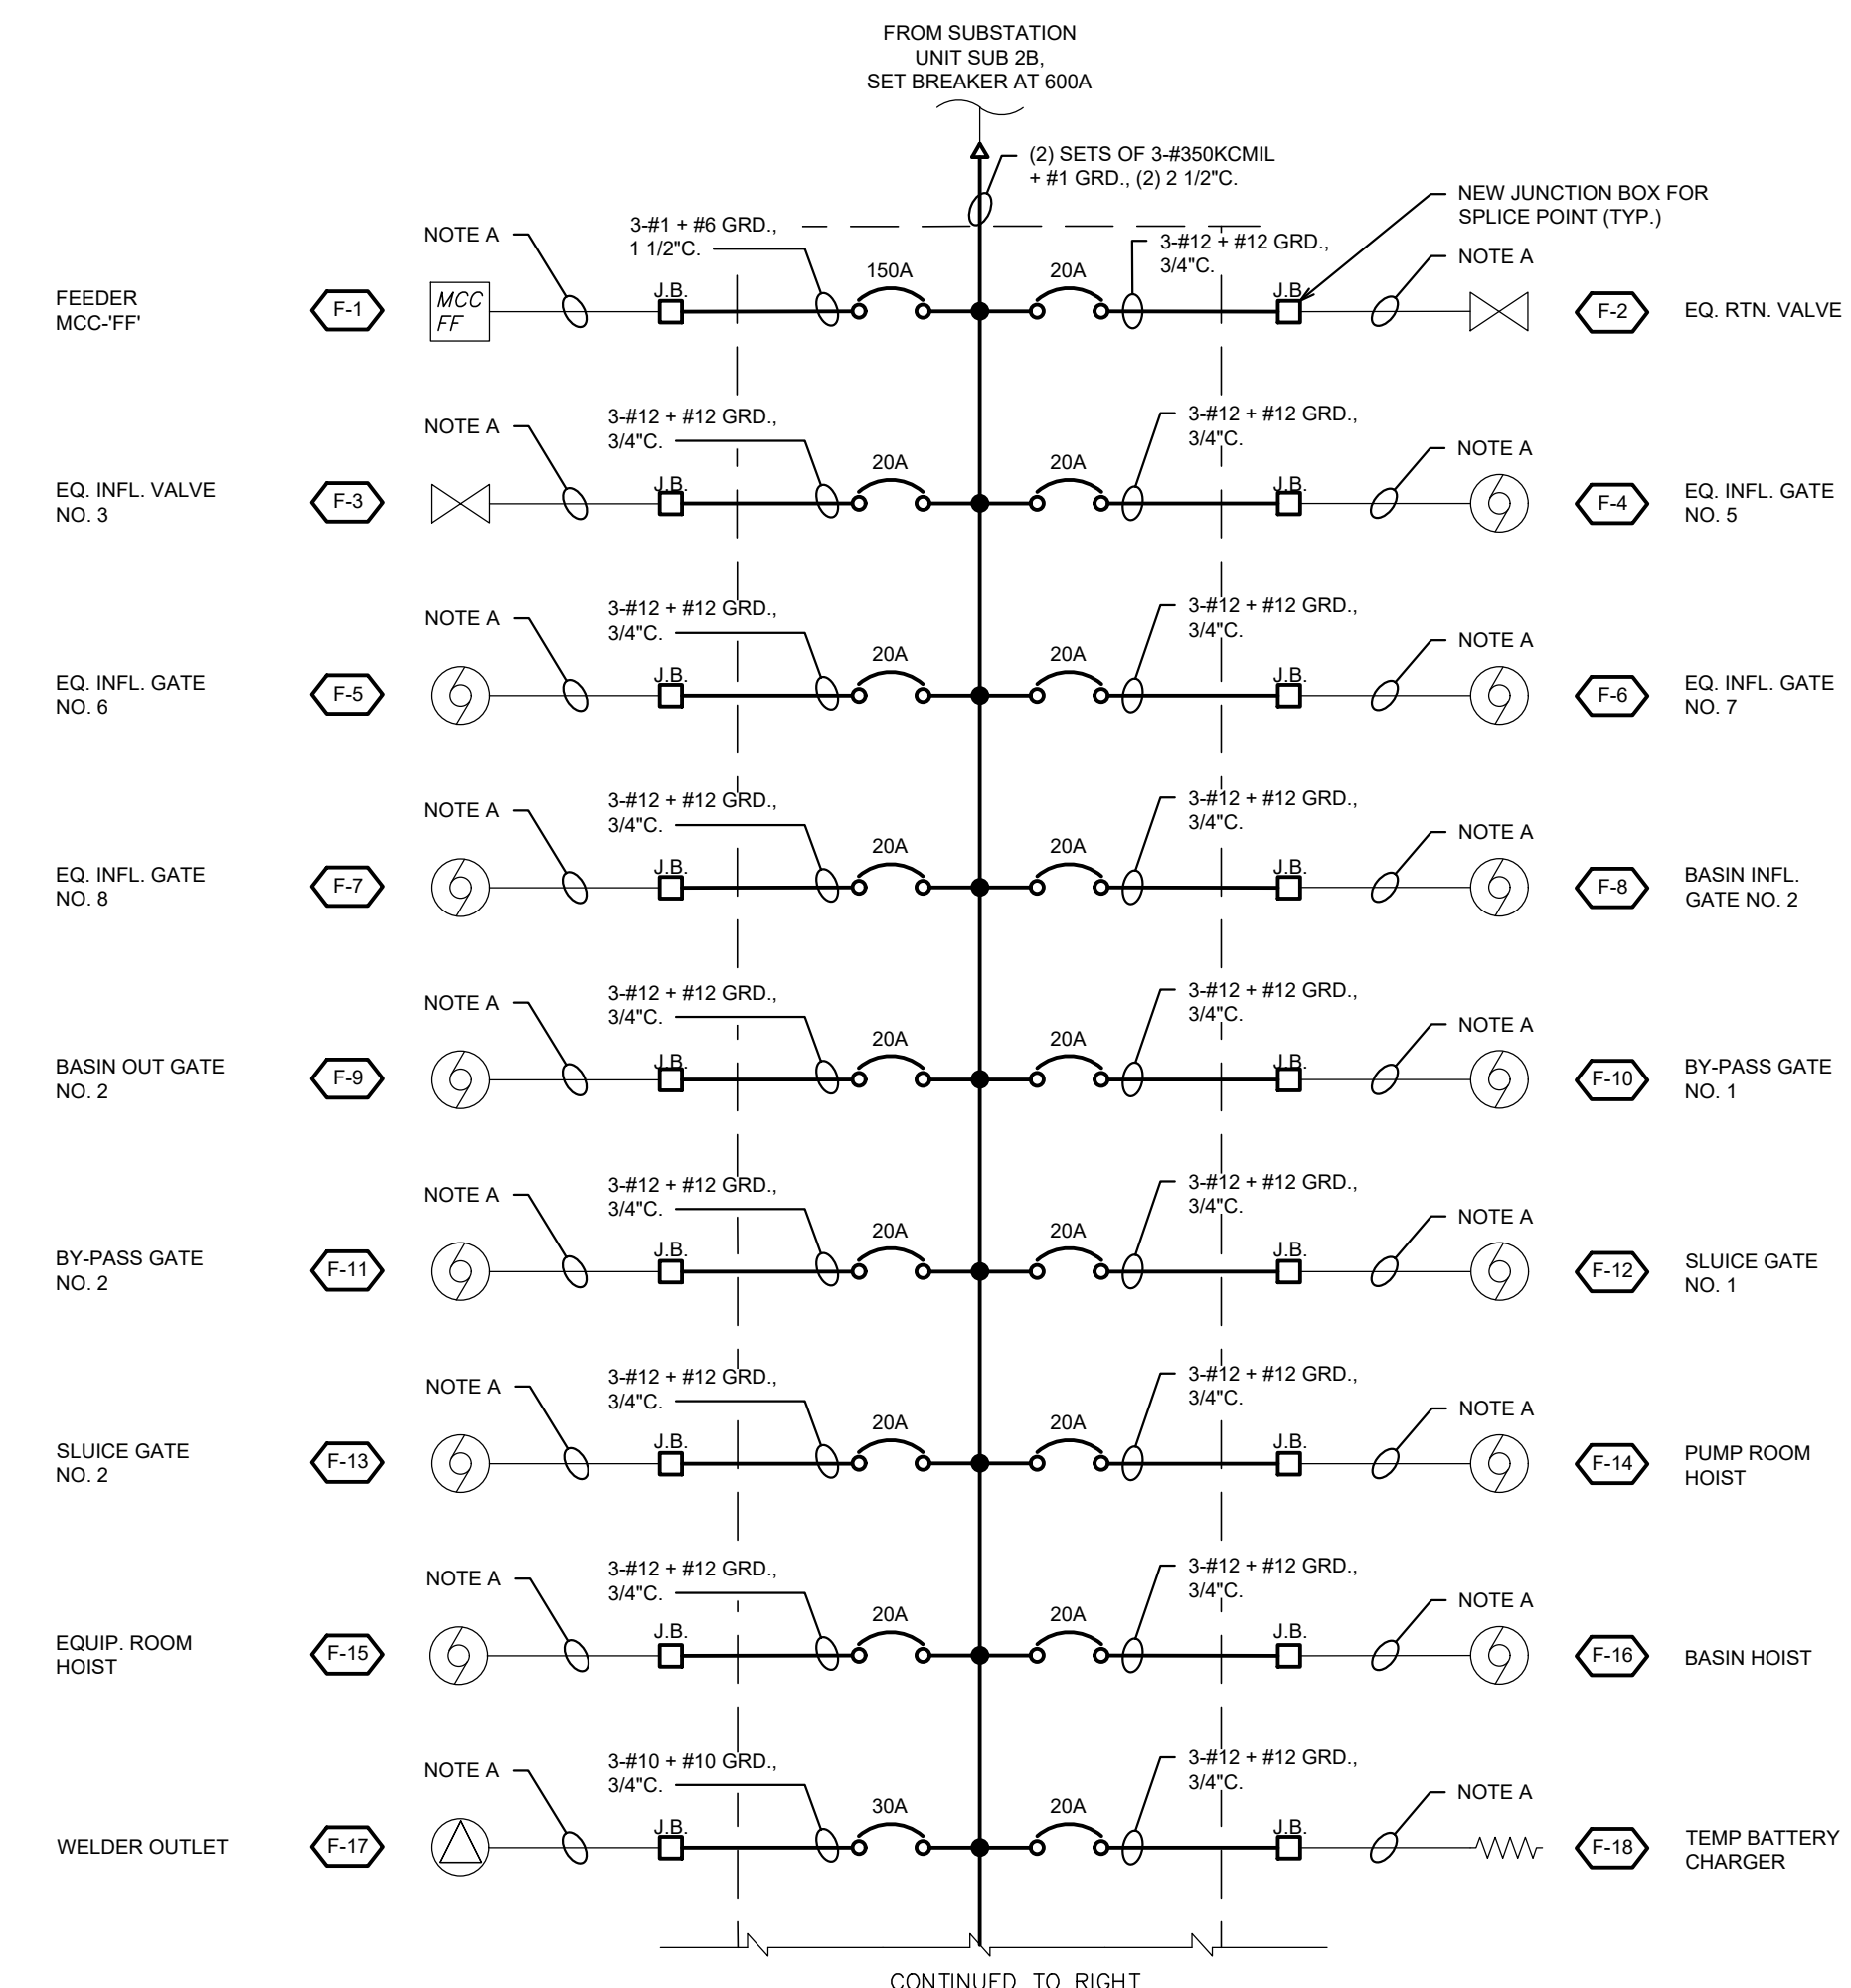 FROM SUBSTATION
UNIT SUB 2B,
SET BREAKER AT 600A
(2) SETS OF 3-#350KCMIL
+ #1 GRD., (2) 2 1/2"C.
NEW JUNCTION BOX FOR
SPLICE POINT (TYP.)
FEEDER
MCC-'FF'
F-1
MCC
FF
NOTE A
J.B.
3-#1 + #6 GRD.,
1 1/2"C.
150A
20A
3-#12 + #12 GRD.,
3/4"C.
J.B.
NOTE A
F-2
EQ. RTN. VALVE
EQ. INFL. VALVE
NO. 3
F-3
NOTE A
J.B.
3-#12 + #12 GRD.,
3/4"C.
20A
20A
3-#12 + #12 GRD.,
3/4"C.
J.B.
NOTE A
F-4
EQ. INFL. GATE
NO. 5
EQ. INFL. GATE
NO. 6
F-5
NOTE A
J.B.
3-#12 + #12 GRD.,
3/4"C.
20A
20A
3-#12 + #12 GRD.,
3/4"C.
J.B.
NOTE A
F-6
EQ. INFL. GATE
NO. 7
EQ. INFL. GATE
NO. 8
F-7
NOTE A
J.B.
3-#12 + #12 GRD.,
3/4"C.
20A
20A
3-#12 + #12 GRD.,
3/4"C.
J.B.
NOTE A
F-8
BASIN INFL.
GATE NO. 2
BASIN OUT GATE
NO. 2
F-9
NOTE A
J.B.
3-#12 + #12 GRD.,
3/4"C.
20A
20A
3-#12 + #12 GRD.,
3/4"C.
J.B.
NOTE A
F-10
BY-PASS GATE
NO. 1
BY-PASS GATE
NO. 2
F-11
NOTE A
J.B.
3-#12 + #12 GRD.,
3/4"C.
20A
20A
3-#12 + #12 GRD.,
3/4"C.
J.B.
NOTE A
F-12
SLUICE GATE
NO. 1
SLUICE GATE
NO. 2
F-13
NOTE A
J.B.
3-#12 + #12 GRD.,
3/4"C.
20A
20A
3-#12 + #12 GRD.,
3/4"C.
J.B.
NOTE A
F-14
PUMP ROOM
HOIST
EQUIP. ROOM
HOIST
F-15
NOTE A
J.B.
3-#12 + #12 GRD.,
3/4"C.
20A
20A
3-#12 + #12 GRD.,
3/4"C.
J.B.
NOTE A
F-16
BASIN HOIST
WELDER OUTLET
F-17
NOTE A
J.B.
3-#10 + #10 GRD.,
3/4"C.
30A
20A
3-#12 + #12 GRD.,
3/4"C.
J.B.
NOTE A
F-18
TEMP BATTERY
CHARGER
CONTINUED TO RIGHT